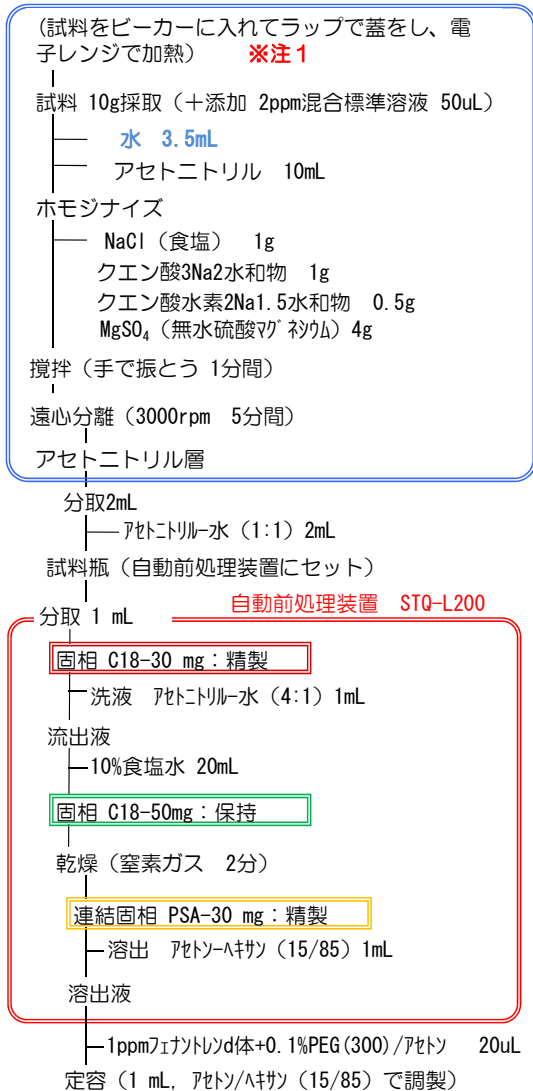 (試料をビーカーに入れてラップで蓋をし、電
子レンジで加熱) ※注1
試料 10g採取(+添加 2ppm混合標準溶液 50uL)
水 3.5mL
アセトニトリル 10mL
ホモジナイズ
NaCl(食塩) 1g
クエン酸3Na2水和物 1g
クエン酸水素2Na1.5水和物 0.5g
MgSO₄(無水硫酸ﾏｸﾞﾈｼｳﾑ)4g
撹拌(手で振とう 1分間)
遠心分離(3000rpm 5分間)
アセトニトリル層
分取2mL
ｱｾﾄﾆﾄﾘﾙｰ水(1:1) 2mL
試料瓶(自動前処理装置にセット)
自動前処理装置 STQ-L200
分取 1 mL
固相 C18-30 mg：精製
洗液 ｱｾﾄﾆﾄﾘﾙｰ水(4:1) 1mL
流出液
10%食塩水 20mL
固相 C18-50mg：保持
乾燥(窒素ガス 2分)
連結固相 PSA-30 mg：精製
溶出 ｱｾﾄﾝｰﾍｷｻﾝ(15/85) 1mL
溶出液
1ppmﾌｪﾅﾝﾄﾚﾝd体+0.1%PEG(300)/ｱｾﾄﾝ 20uL
定容(1 mL, ｱｾﾄﾝ/ﾍｷｻﾝ(15/85)で調製)